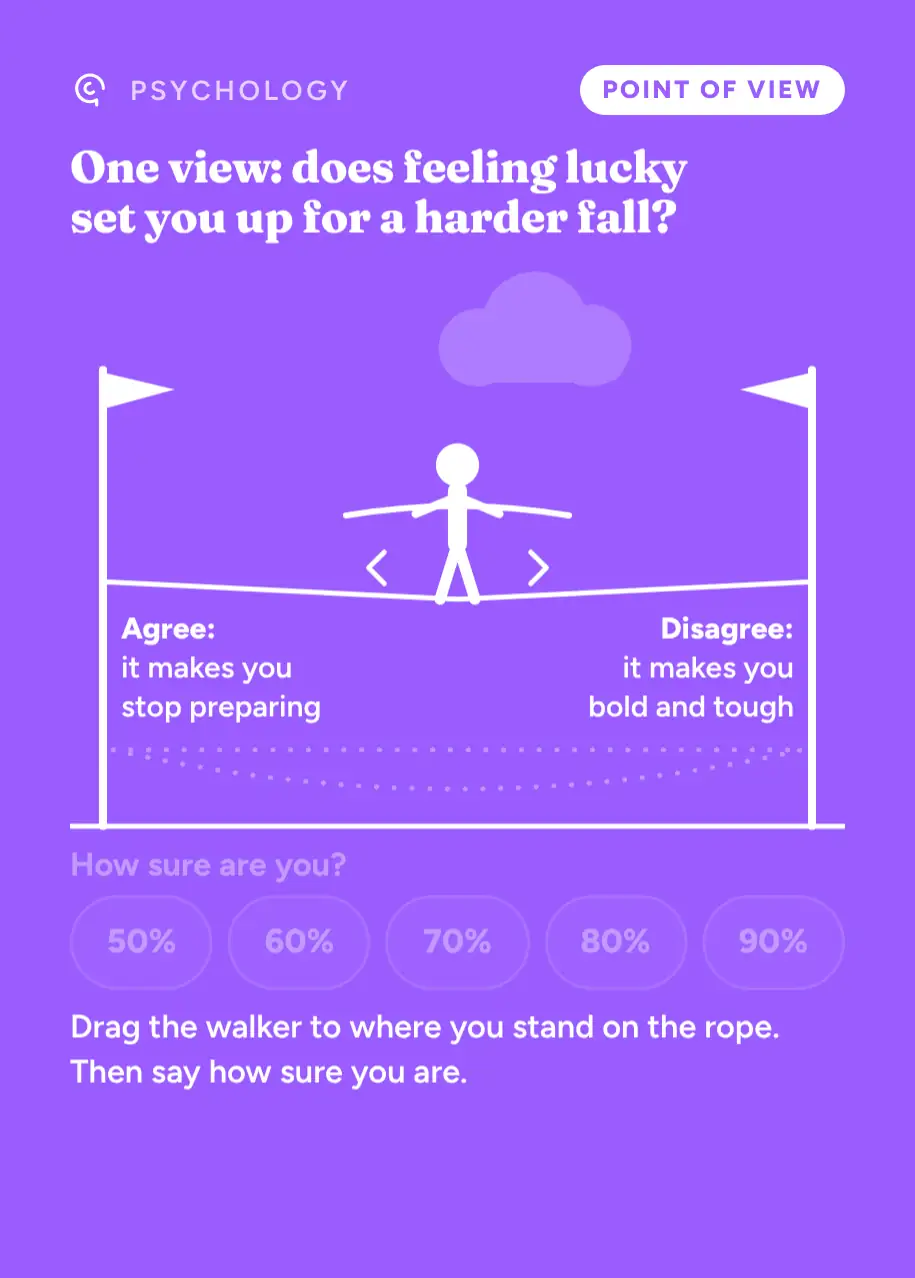 PSYCHOLOGY
POINT OF VIEW
One view: does feeling lucky
set you up for a harder fall?
Agree:
it makes you
stop preparing
Disagree:
it makes you
bold and tough
How sure are you?
50% 60% 70% 80% 90%
Drag the walker to where you stand on the rope.
Then say how sure you are.